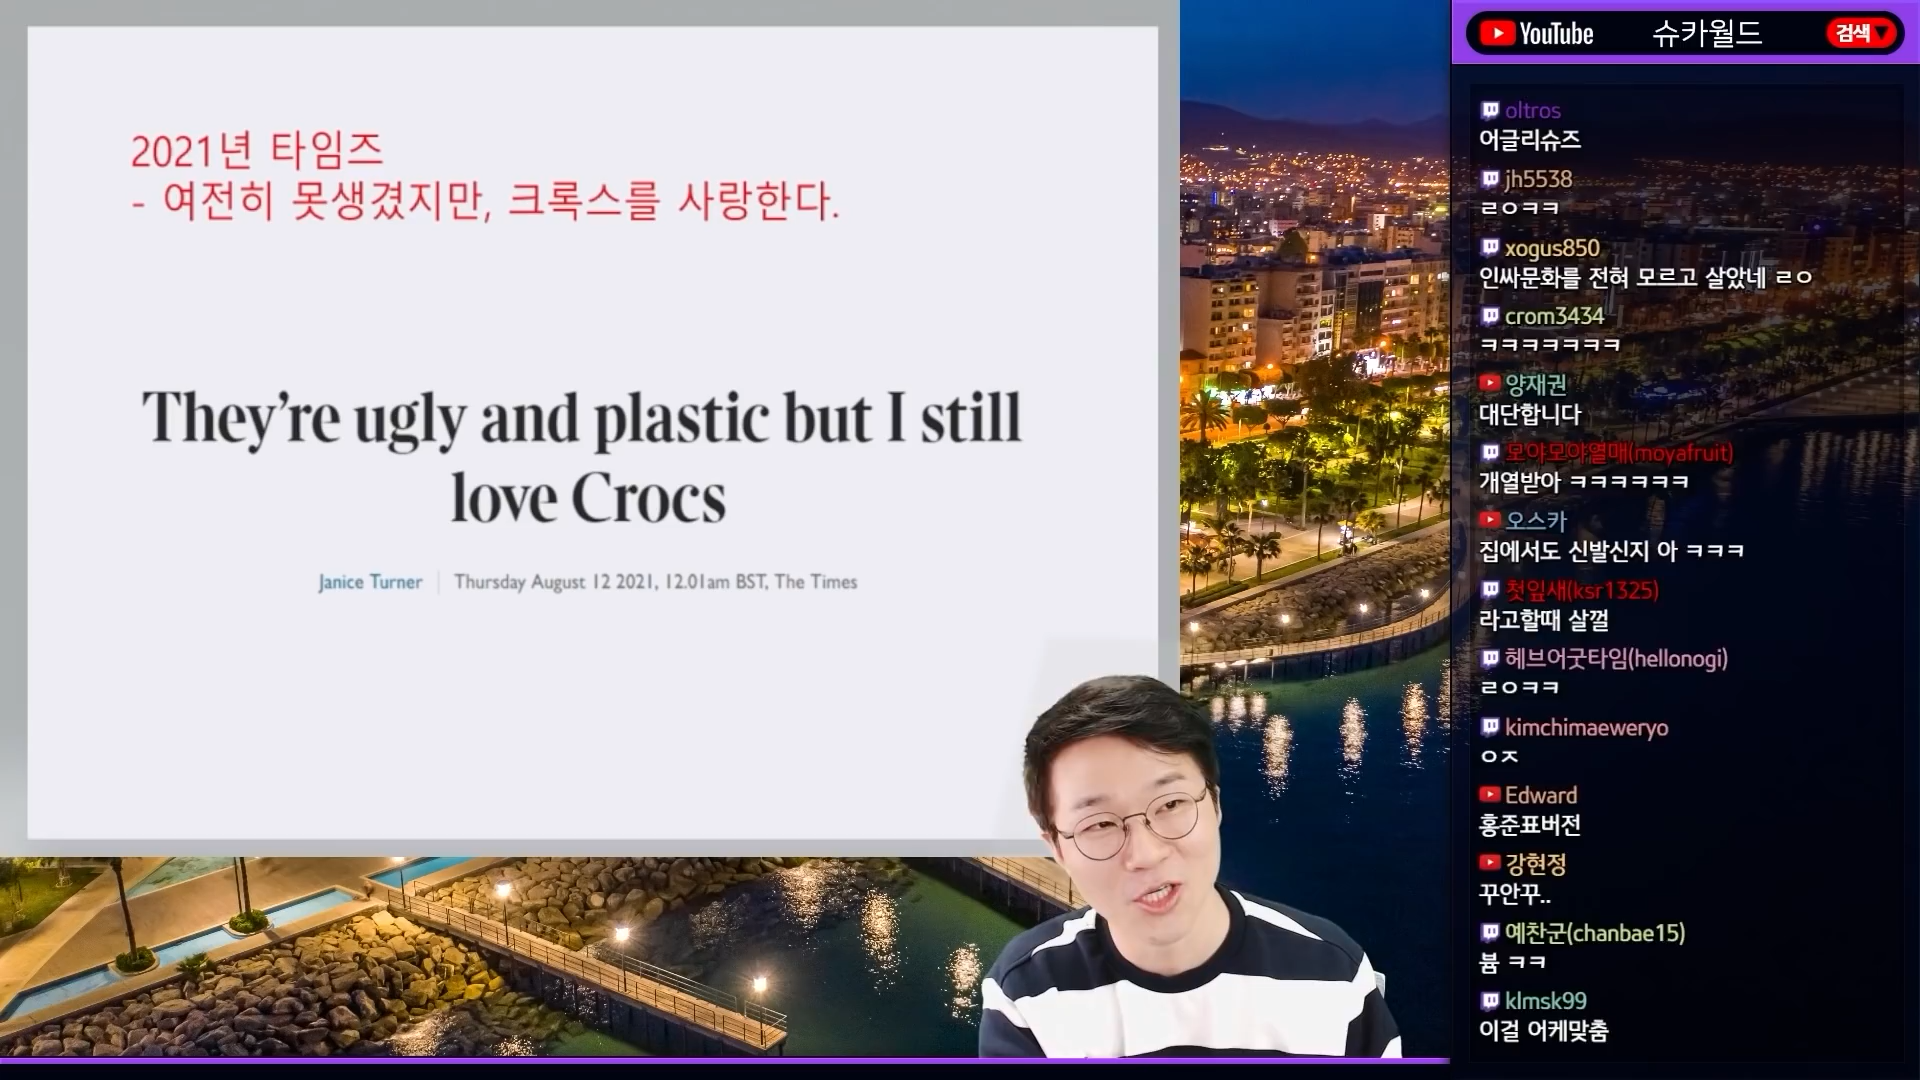 2021년 타임즈
- 여전히 못생겼지만, 크록스를 사랑한다.
They're ugly and plastic but I still
love Crocs
Janice Turner | Thursday August 12 2021, 12.01am BST, The Times
YouTube 슈카월드 검색▼
oltros
어글리슈즈
jh5538
ㄹㅇㅋㅋ
xogus850
인싸문화를 전혀 모르고 살았네 ㄹㅇ
crom3434
ㅋㅋㅋㅋㅋㅋㅋ
양재권
대단합니다
모야모야열매(moyafruit)
개열받아 ㅋㅋㅋㅋㅋㅋ
오스카
집에서도 신발신지 아 ㅋㅋㅋ
첫잎새(ksr1325)
라고할때 살껄
헤브어굿타임(hellonogi)
ㄹㅇㅋㅋ
kimchimaeweryo
ㅇㅈ
Edward
홍준표버전
강현정
꾸안꾸..
예찬군(chanbae15)
븜 ㅋㅋ
klmsk99
이걸 어케맞춤